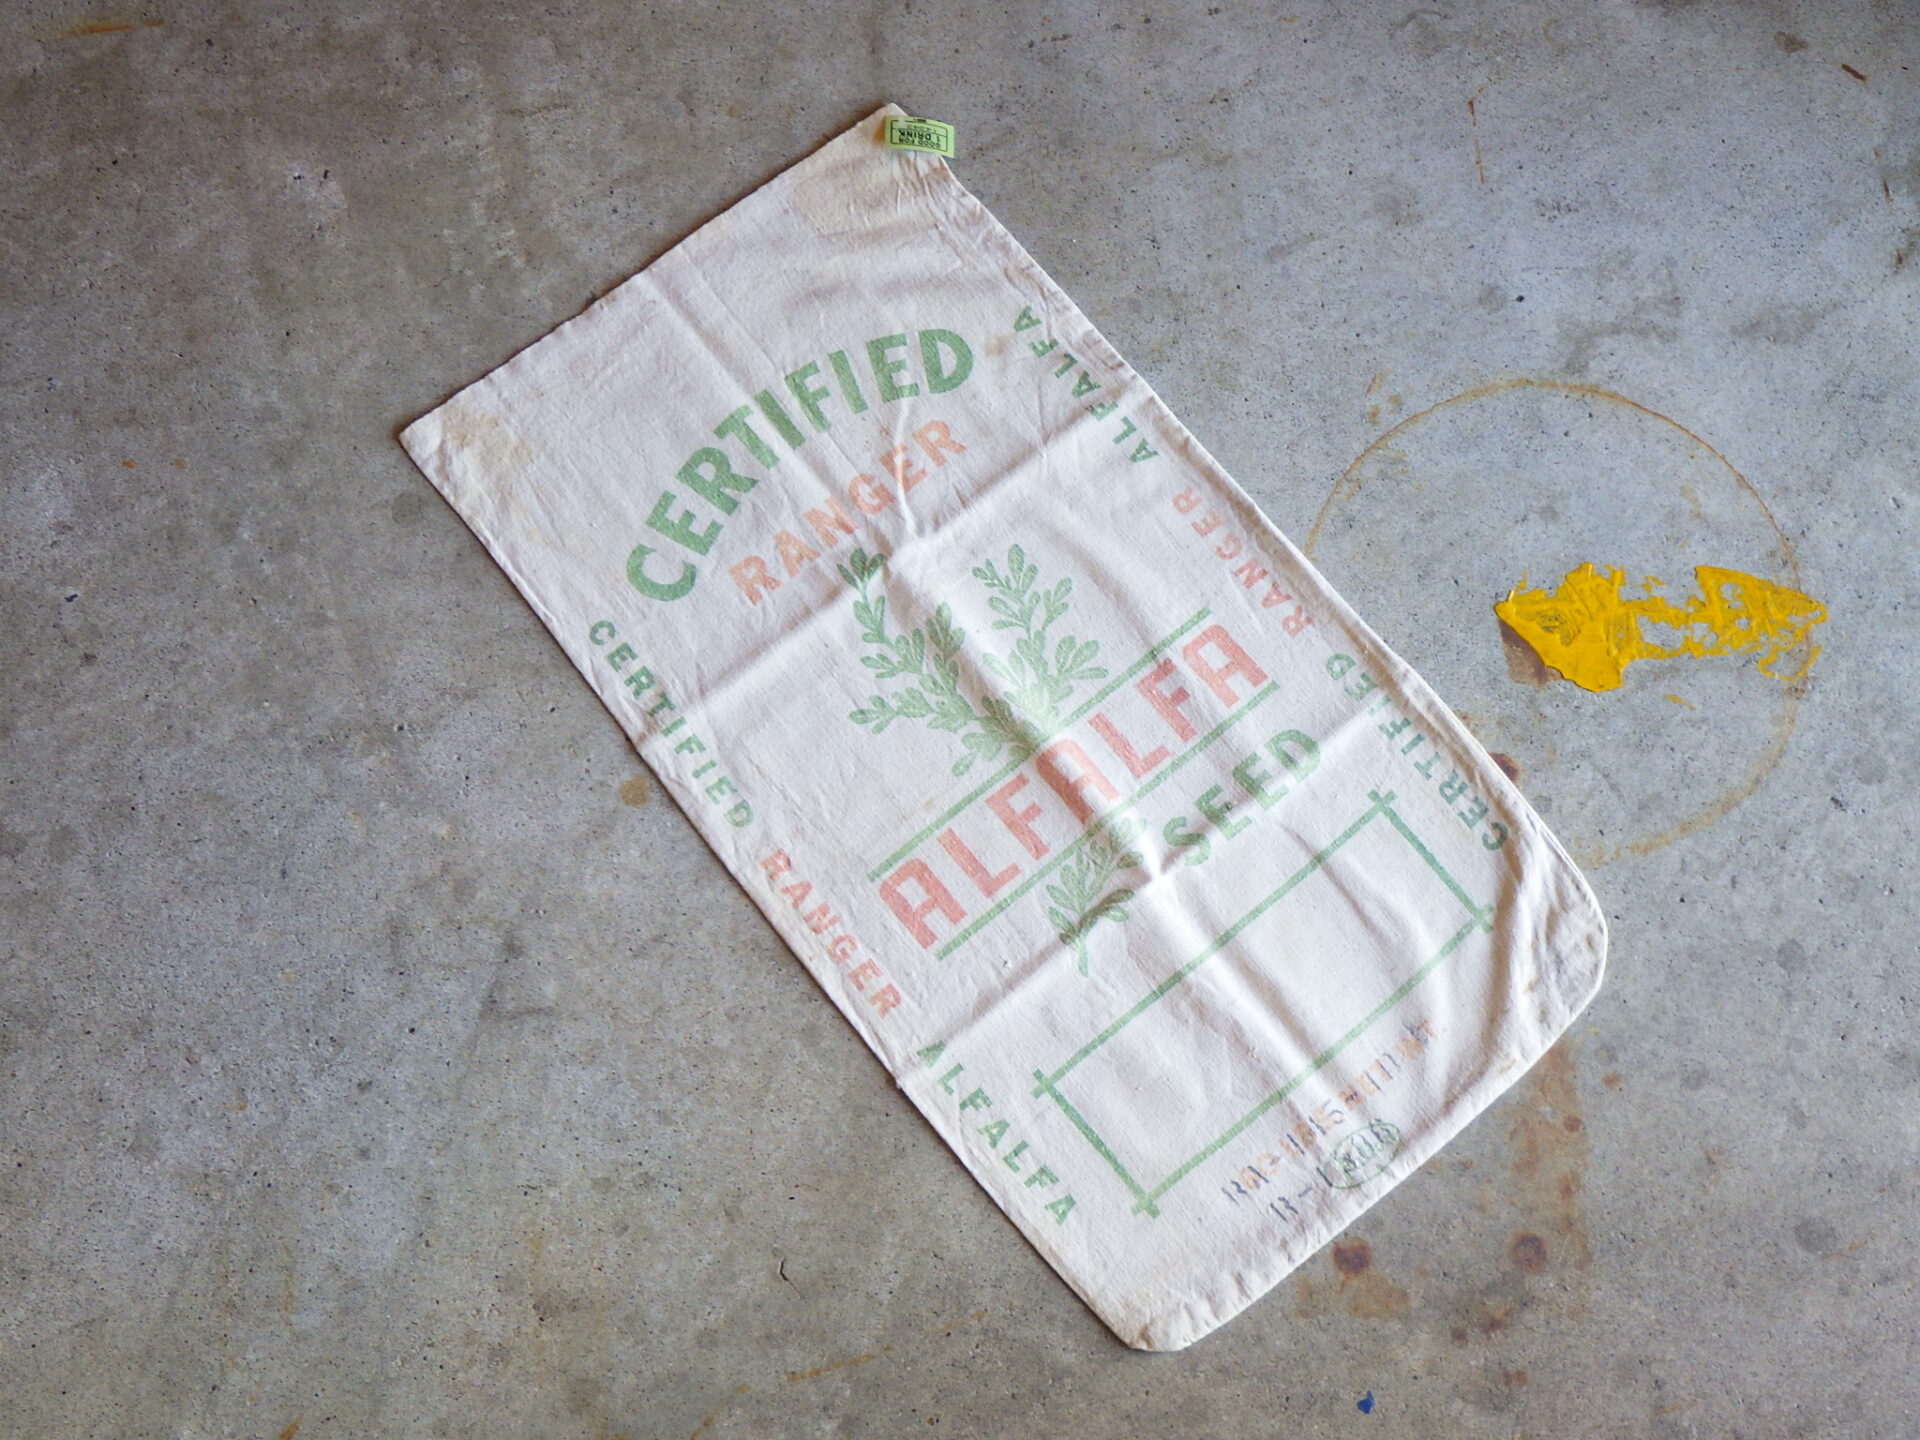 GOOD FOR
1 DRINK
CERTIFIED
RANGER
ALFALFA
SEED
CERTIFIED RANGER ALFALFA
CERTIFIED RANGER ALFALFA